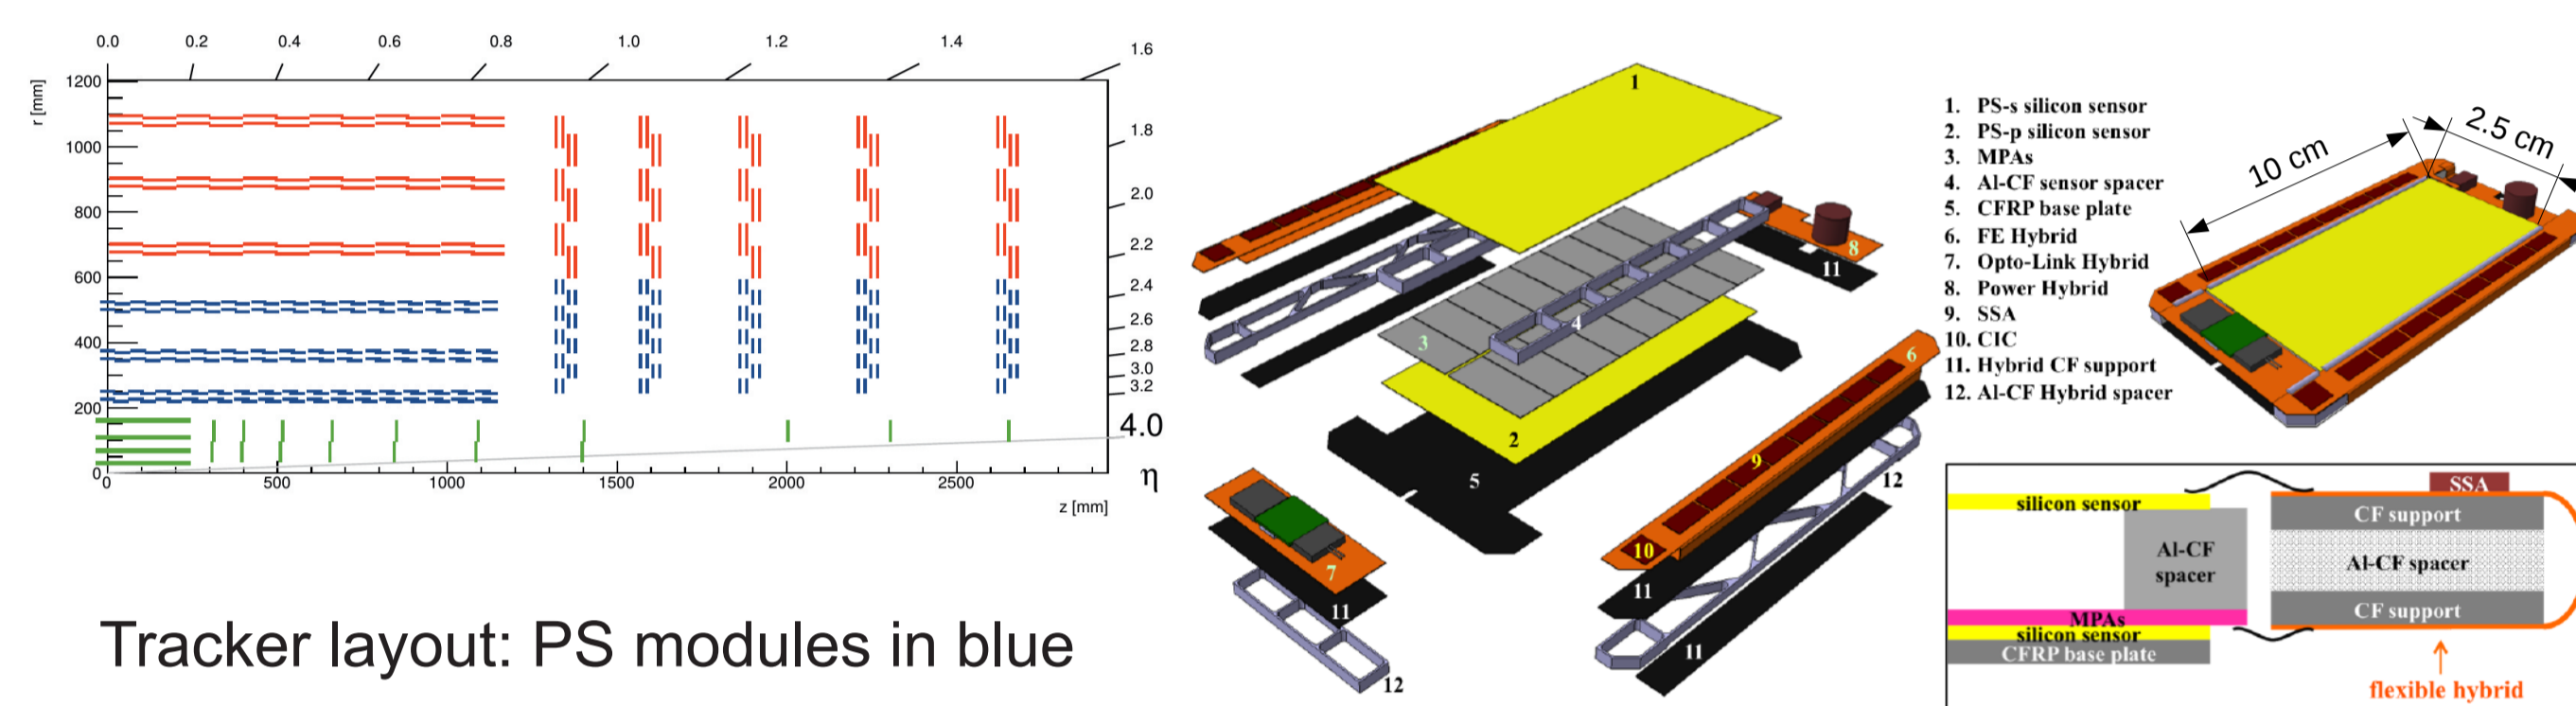 0.0 0.2 0.4 0.6 0.8 1.0 1.2 1.4 1.6
r [mm]
1200
1000
800
600
400
200
0
1.8
2.0
2.2
2.4
2.6
2.8
3.0
3.2
4.0
η
0 500 1000 1500 2000 2500
z [mm]
Tracker layout: PS modules in blue
1
8
11
3
4
2
5
6
9
10
12
11
11
7
11
12
1. PS-s silicon sensor
2. PS-p silicon sensor
3. MPAs
4. Al-CF sensor spacer
5. CFRP base plate
6. FE Hybrid
7. Opto-Link Hybrid
8. Power Hybrid
9. SSA
10. CIC
11. Hybrid CF support
12. Al-CF Hybrid spacer
10 cm
2.5 cm
silicon sensor
SSA
CF support
Al-CF
spacer
Al-CF spacer
MPAs
CF support
silicon sensor
CFRP base plate
flexible hybrid